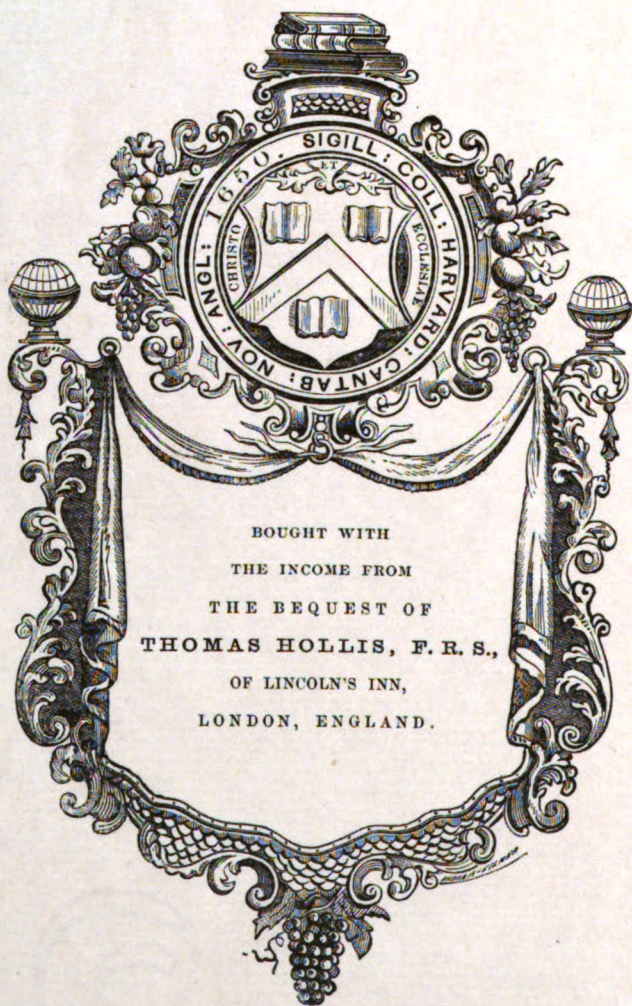 SIGILL: COLL: HARVARD: CANTAB: NOV: ANGL: 1650.
ET
CHRISTO
ECCLESIÆ
BOUGHT WITH
THE INCOME FROM
THE BEQUEST OF
THOMAS HOLLIS, F. R. S.,
OF LINCOLN'S INN,
LONDON, ENGLAND.